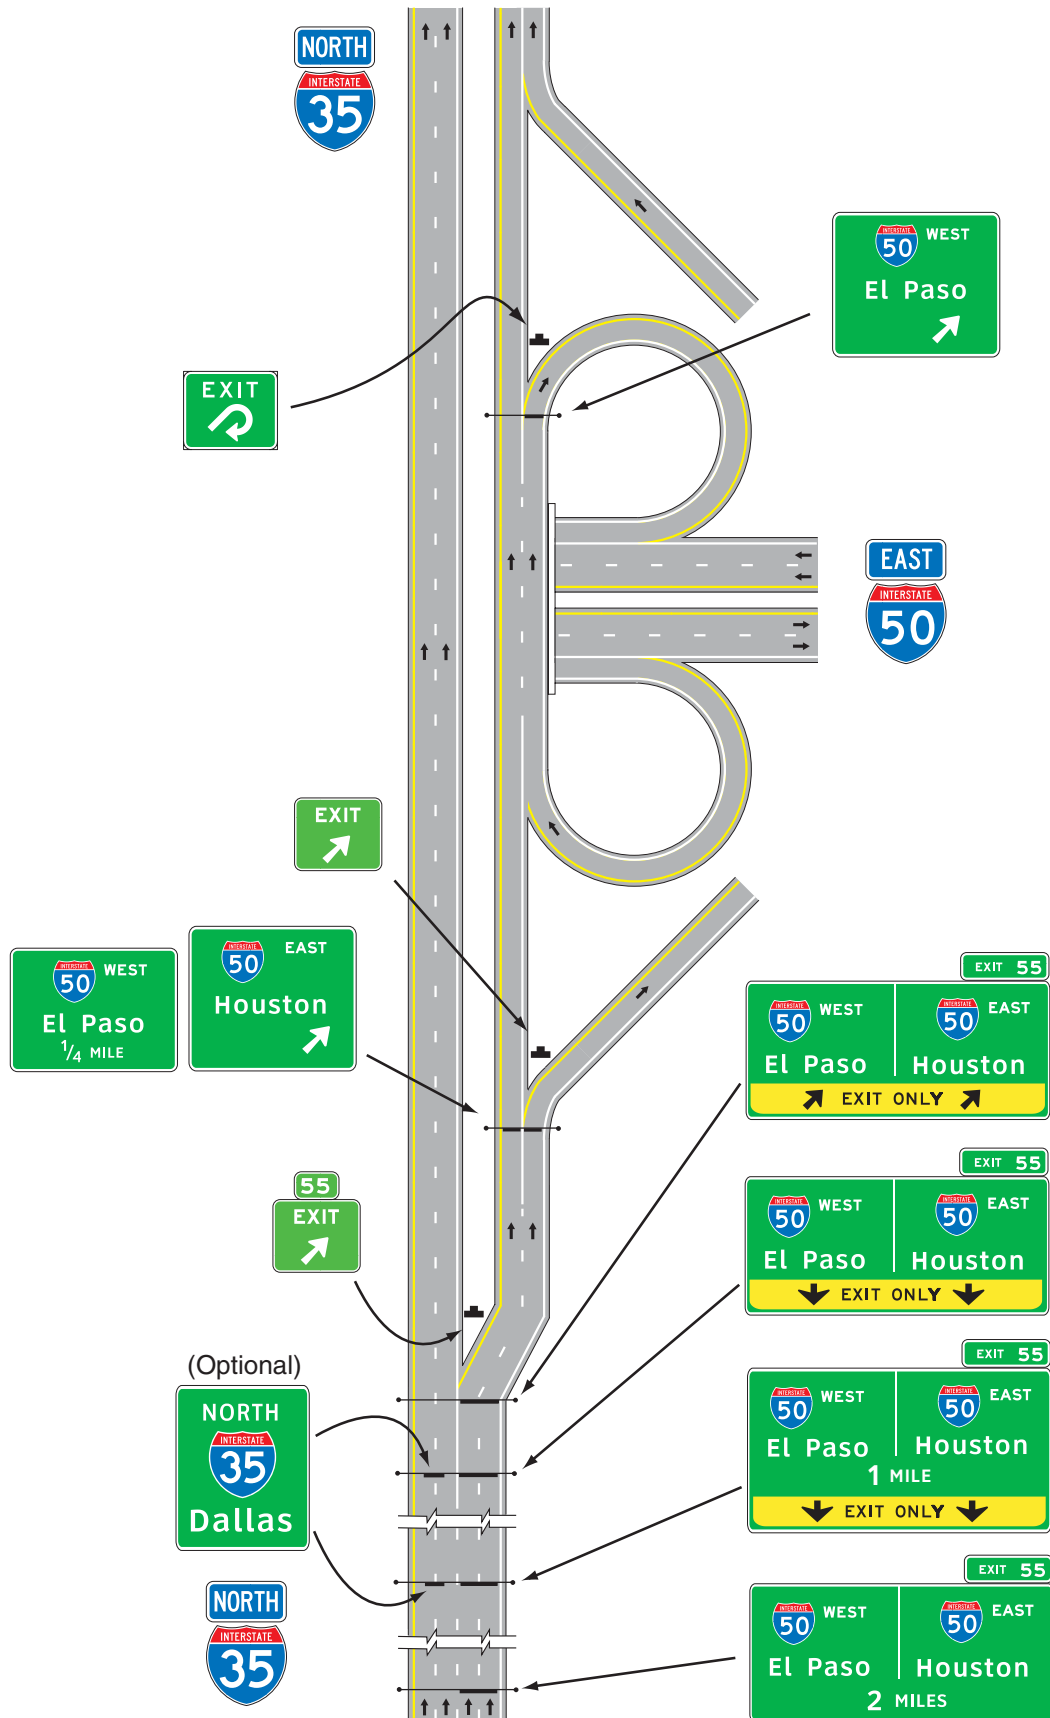 NORTH
INTERSTATE
35
INTERSTATE
50
WEST
El Paso
EXIT
EAST
INTERSTATE
50
EXIT
INTERSTATE
50
WEST
El Paso
1/4 MILE
INTERSTATE
50
EAST
Houston
EXIT 55
INTERSTATE
50
WEST
El Paso
INTERSTATE
50
EAST
Houston
EXIT ONLY
55
EXIT
EXIT 55
INTERSTATE
50
WEST
El Paso
INTERSTATE
50
EAST
Houston
EXIT ONLY
(Optional)
NORTH
INTERSTATE
35
Dallas
EXIT 55
INTERSTATE
50
WEST
El Paso
INTERSTATE
50
EAST
Houston
1 MILE
EXIT ONLY
NORTH
INTERSTATE
35
EXIT 55
INTERSTATE
50
WEST
El Paso
INTERSTATE
50
EAST
Houston
2 MILES